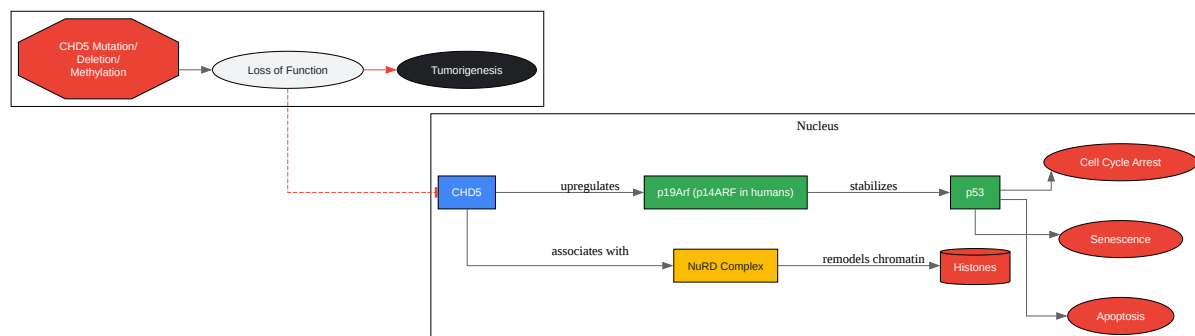 CHD5 Mutation/
Deletion/
Methylation
Loss of Function
Tumorigenesis
Nucleus
Cell Cycle Arrest
CHD5
upregulates
p19Arf (p14ARF in humans)
stabilizes
p53
Senescence
associates with
NuRD Complex
remodels chromatin
Histones
Apoptosis